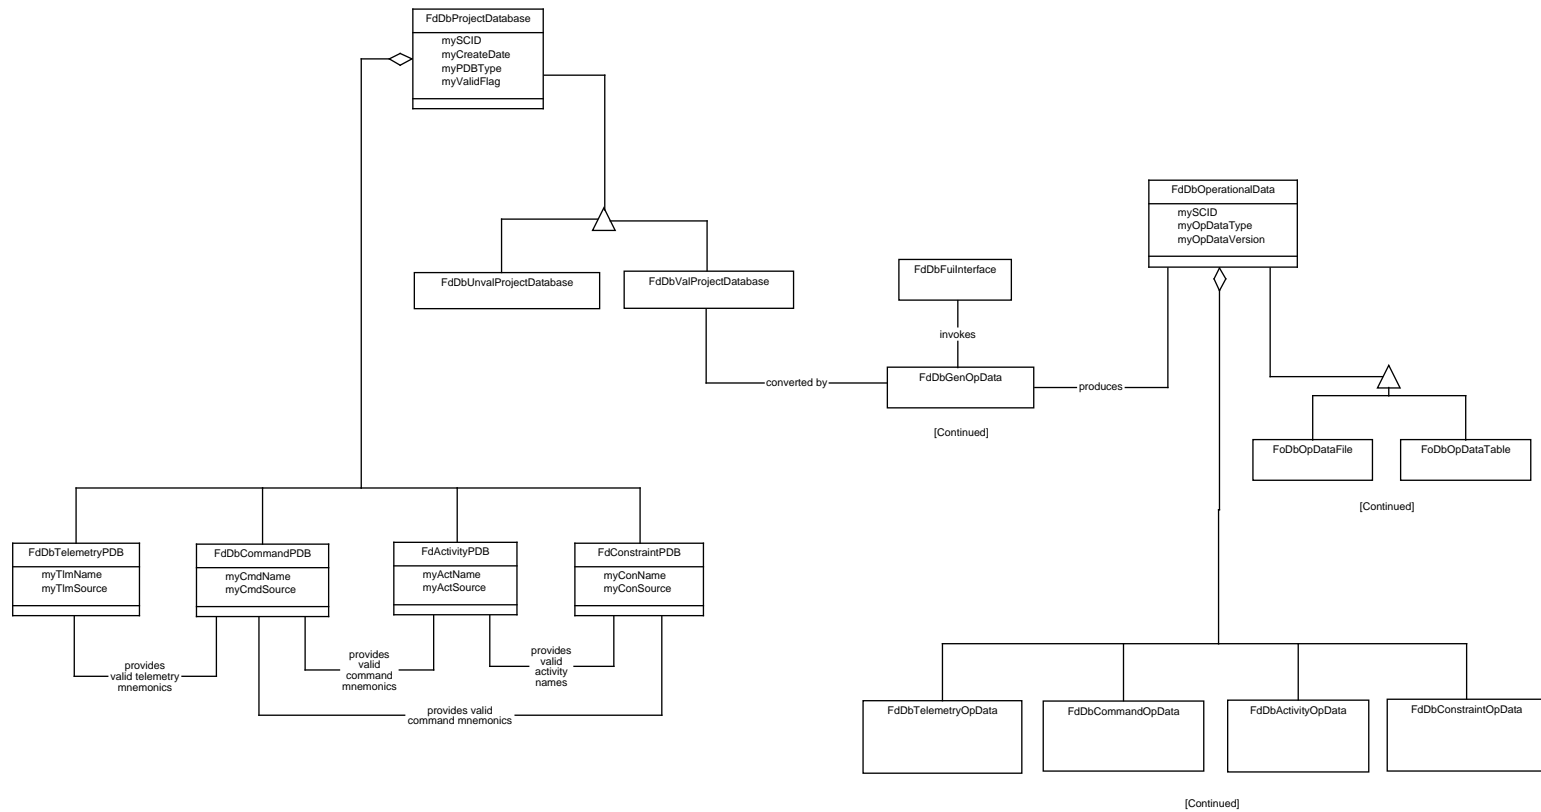 FdDbProjectDatabase
mySCID
myCreateDate
myPDBType
myValidFlag
FdDbOperationalData
mySCID
myOpDataType
myOpDataVersion
FdDbUnvalProjectDatabase
FdDbValProjectDatabase
FdDbFuiInterface
invokes
converted by
FdDbGenOpData
produces
[Continued]
FoDbOpDataFile
FoDbOpDataTable
[Continued]
FdDbTelemetryPDB
myTlmName
myTlmSource
FdDbCommandPDB
myCmdName
myCmdSource
FdActivityPDB
myActName
myActSource
FdConstraintPDB
myConName
myConSource
provides
valid telemetry
mnemonics
provides
valid
command
mnemonics
provides
valid
activity
names
provides valid
command mnemonics
FdDbTelemetryOpData
FdDbCommandOpData
FdDbActivityOpData
FdDbConstraintOpData
[Continued]